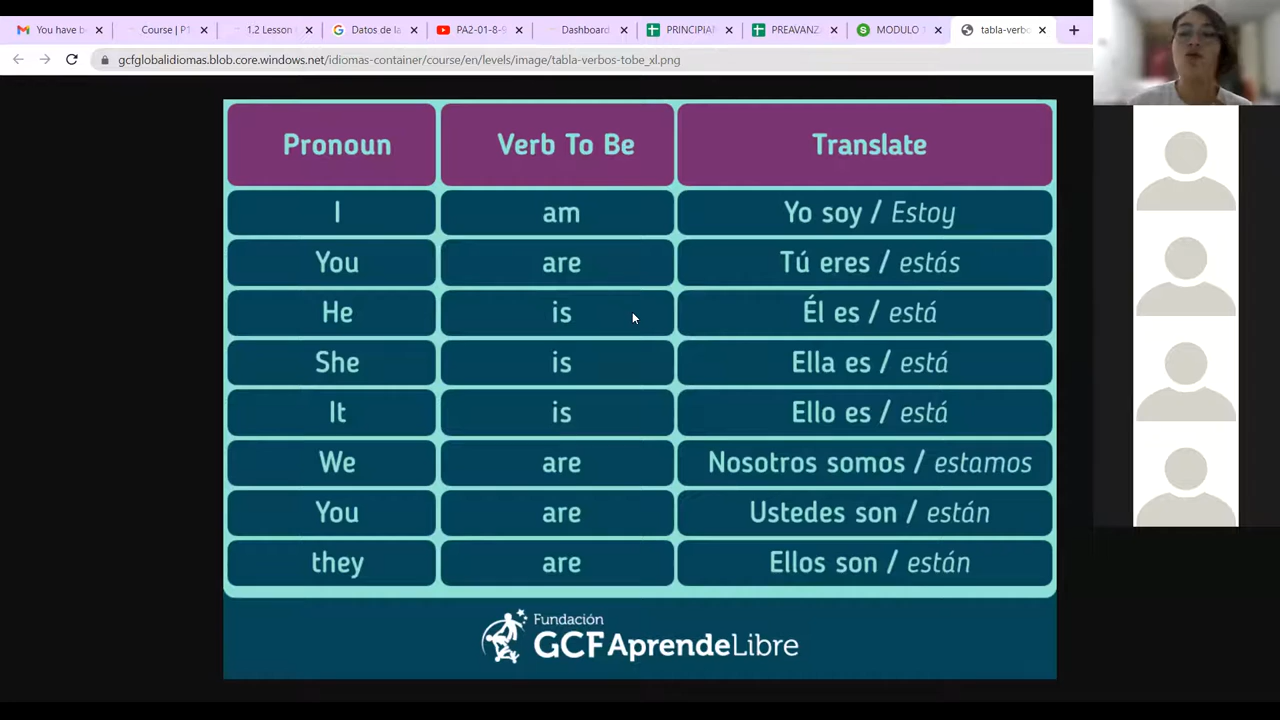 You have b
Course | P1
1.2 Lesson
Datos de la
PA2-01-8-9
Dashboard
PRINCIPIA
PREAVANZ
MODULO 1
tabla-verbo
gcfglobalidiomas.blob.core.windows.net/idiomas-container/course/en/levels/image/tabla-verbos-tobe_xl.png
Pronoun Verb To Be Translate
I am Yo soy / Estoy
You are Tú eres / estás
He is Él es / está
She is Ella es / está
It is Ello es / está
We are Nosotros somos / estamos
You are Ustedes son / están
they are Ellos son / están
Fundación
GCFAprendeLibre